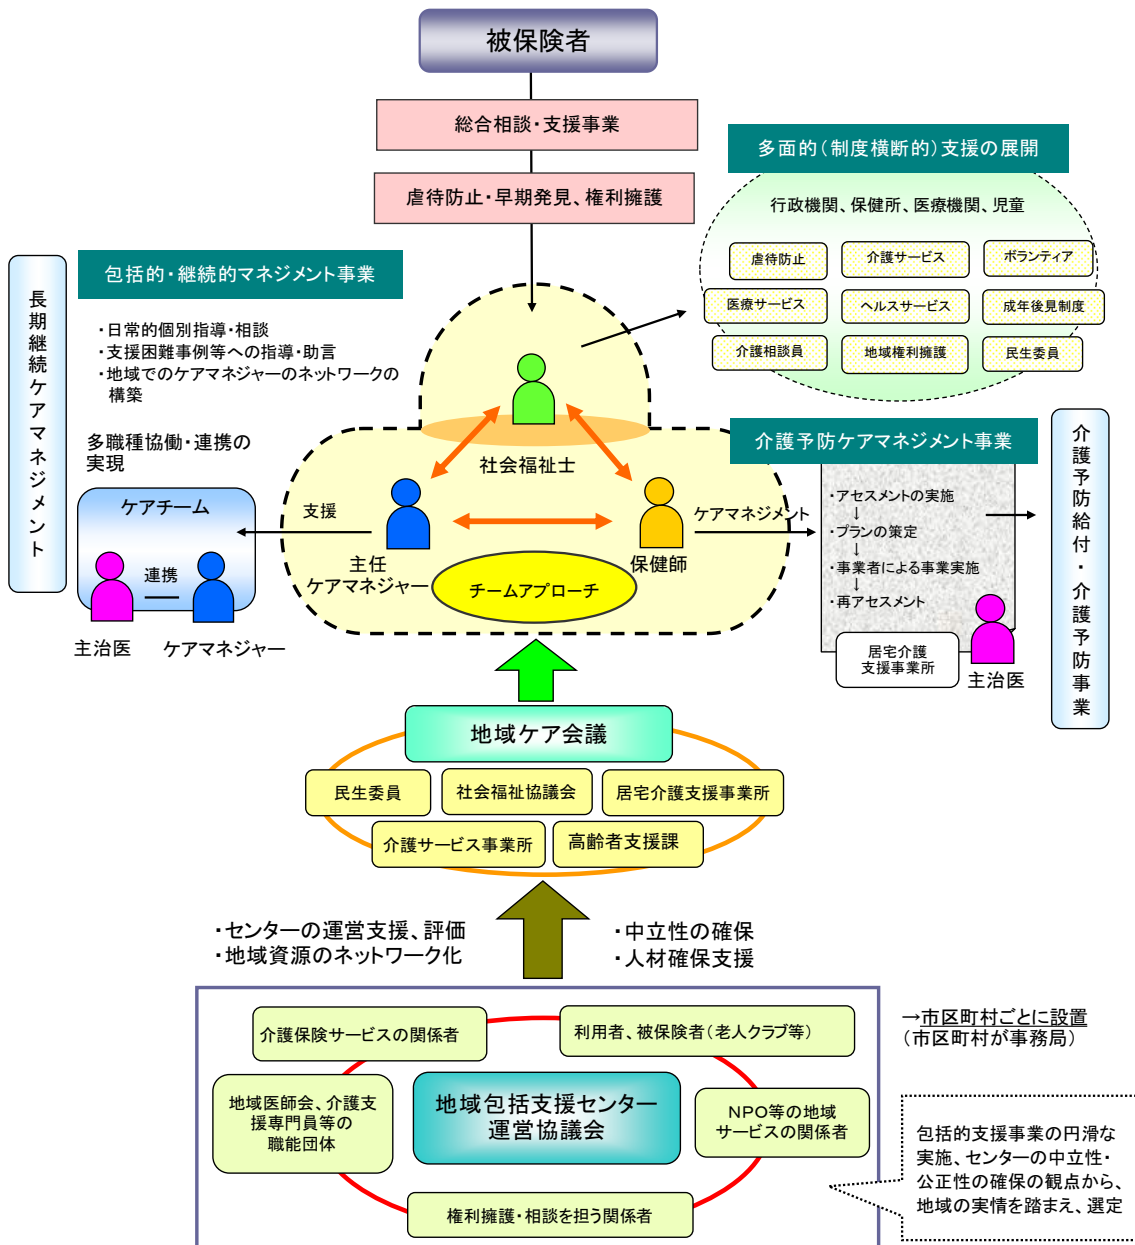 被保険者
総合相談・支援事業
虐待防止・早期発見、権利擁護
多面的（制度横断的）支援の展開
行政機関、保健所、医療機関、児童
虐待防止
介護サービス
ボランティア
医療サービス
ヘルスサービス
成年後見制度
介護相談員
地域権利擁護
民生委員
長期継続ケアマネジメント
包括的・継続的マネジメント事業
・日常的個別指導・相談
・支援困難事例等への指導・助言
・地域でのケアマネジャーのネットワークの
構築
多職種協働・連携の
実現
ケアチーム
連携
主治医
ケアマネジャー
支援
社会福祉士
主任
ケアマネジャー
保健師
チームアプローチ
ケアマネジメント
介護予防ケアマネジメント事業
・アセスメントの実施
↓
・プランの策定
↓
・事業者による事業実施
↓
・再アセスメント
居宅介護
支援事業所
主治医
介護予防給付・介護予防事業
地域ケア会議
民生委員
社会福祉協議会
居宅介護支援事業所
介護サービス事業所
高齢者支援課
・センターの運営支援、評価
・地域資源のネットワーク化
・中立性の確保
・人材確保支援
介護保険サービスの関係者
利用者、被保険者（老人クラブ等）
地域医師会、介護支
援専門員等の
職能団体
地域包括支援センター
運営協議会
NPO等の地域
サービスの関係者
権利擁護・相談を担う関係者
→市区町村ごとに設置
（市区町村が事務局）
包括的支援事業の円滑な
実施、センターの中立性・
公正性の確保の観点から、
地域の実情を踏まえ、選定